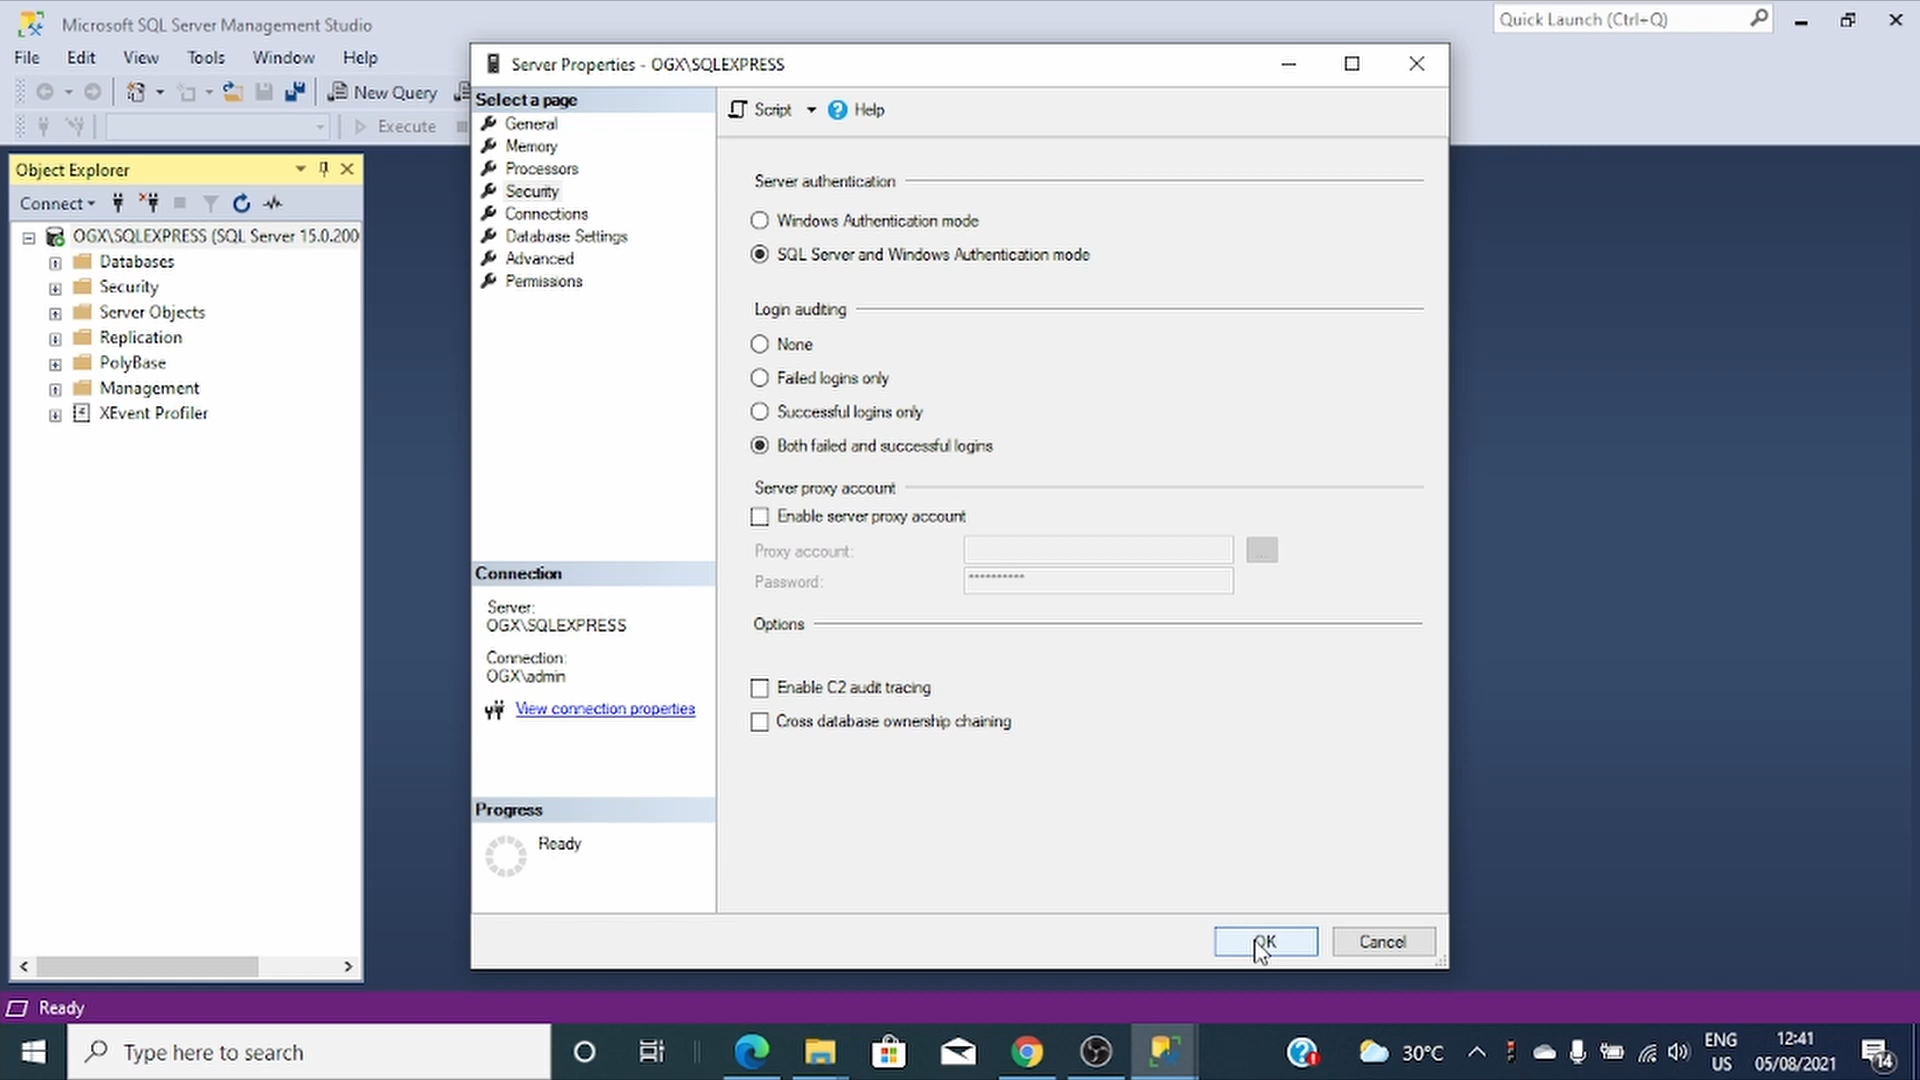 Microsoft SQL Server Management Studio
Quick Launch (Ctrl+Q)
File Edit View Tools Window Help
New Query
Execute
Object Explorer
Connect
OGX\SQLEXPRESS (SQL Server 15.0.200
Databases
Security
Server Objects
Replication
PolyBase
Management
XEvent Profiler
Server Properties - OGX\SQLEXPRESS
Select a page
General
Memory
Processors
Security
Connections
Database Settings
Advanced
Permissions
Connection
Server:
OGX\SQLEXPRESS
Connection:
OGX\admin
View connection properties
Progress
Ready
Script Help
Server authentication
Windows Authentication mode
SQL Server and Windows Authentication mode
Login auditing
None
Failed logins only
Successful logins only
Both failed and successful logins
Server proxy account
Enable server proxy account
Proxy account:
...
Password:
**********
Options
Enable C2 audit tracing
Cross database ownership chaining
OK Cancel
Ready
Type here to search
30°C
ENG
US
12:41
05/08/2021
14